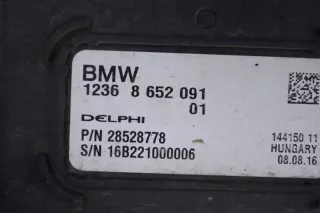 BMW
1236 8 652 091
01
DELPHI
P/N 28528778
S/N 16B221000006
144150 11
HUNGARY
08.08.16